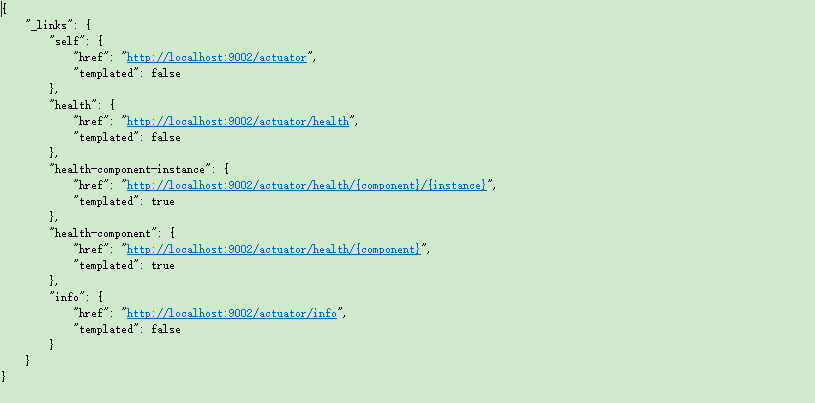 {
    "_links": {
        "self": {
            "href": "http://localhost:9002/actuator",
            "templated": false
        },
        "health": {
            "href": "http://localhost:9002/actuator/health",
            "templated": false
        },
        "health-component-instance": {
            "href": "http://localhost:9002/actuator/health/{component}/{instance}",
            "templated": true
        },
        "health-component": {
            "href": "http://localhost:9002/actuator/health/{component}",
            "templated": true
        },
        "info": {
            "href": "http://localhost:9002/actuator/info",
            "templated": false
        }
    }
}